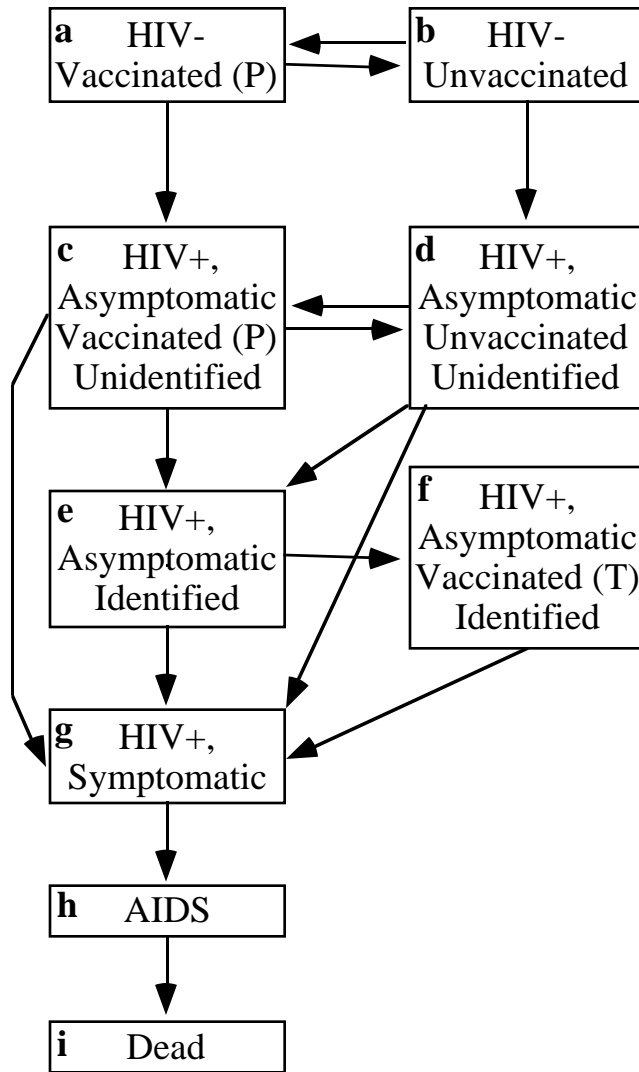 a HIV-
Vaccinated (P)
b HIV-
Unvaccinated
c HIV+,
Asymptomatic
Vaccinated (P)
Unidentified
d HIV+,
Asymptomatic
Unvaccinated
Unidentified
e HIV+,
Asymptomatic
Identified
f HIV+,
Asymptomatic
Vaccinated (T)
Identified
g HIV+,
Symptomatic
h AIDS
i Dead